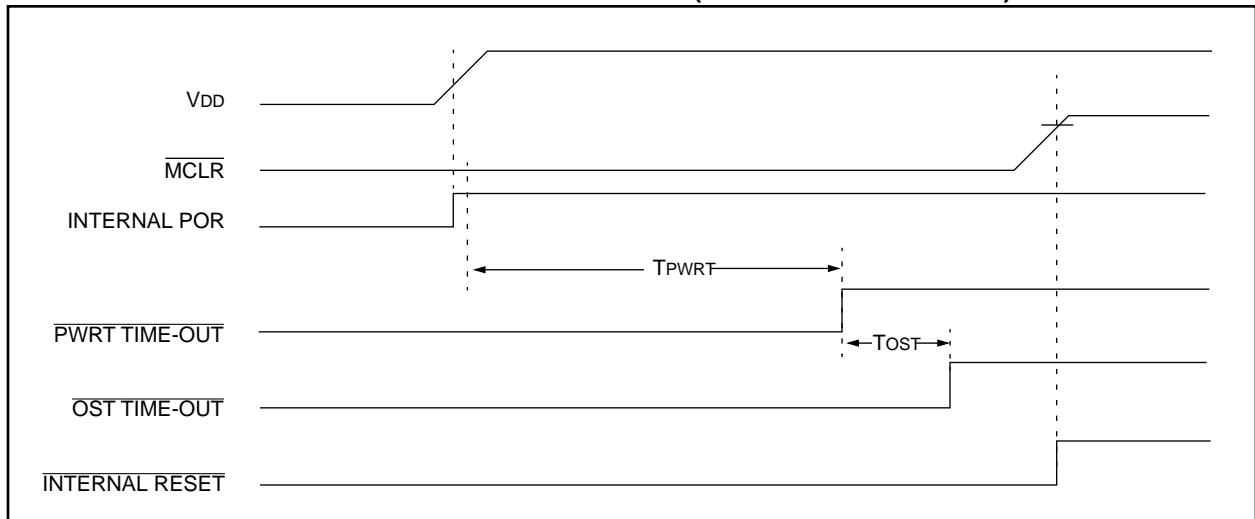 VDD
MCLR
INTERNAL POR
TPWRT
PWRT TIME-OUT
TOST
OST TIME-OUT
INTERNAL RESET